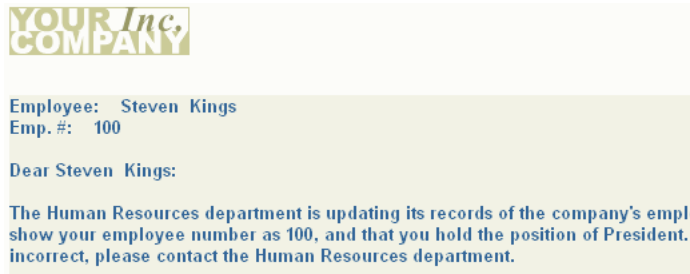 YOUR Inc,
COMPANY
Employee: Steven Kings
Emp. #: 100
Dear Steven Kings:
The Human Resources department is updating its records of the company's empl
show your employee number as 100, and that you hold the position of President.
incorrect, please contact the Human Resources department.